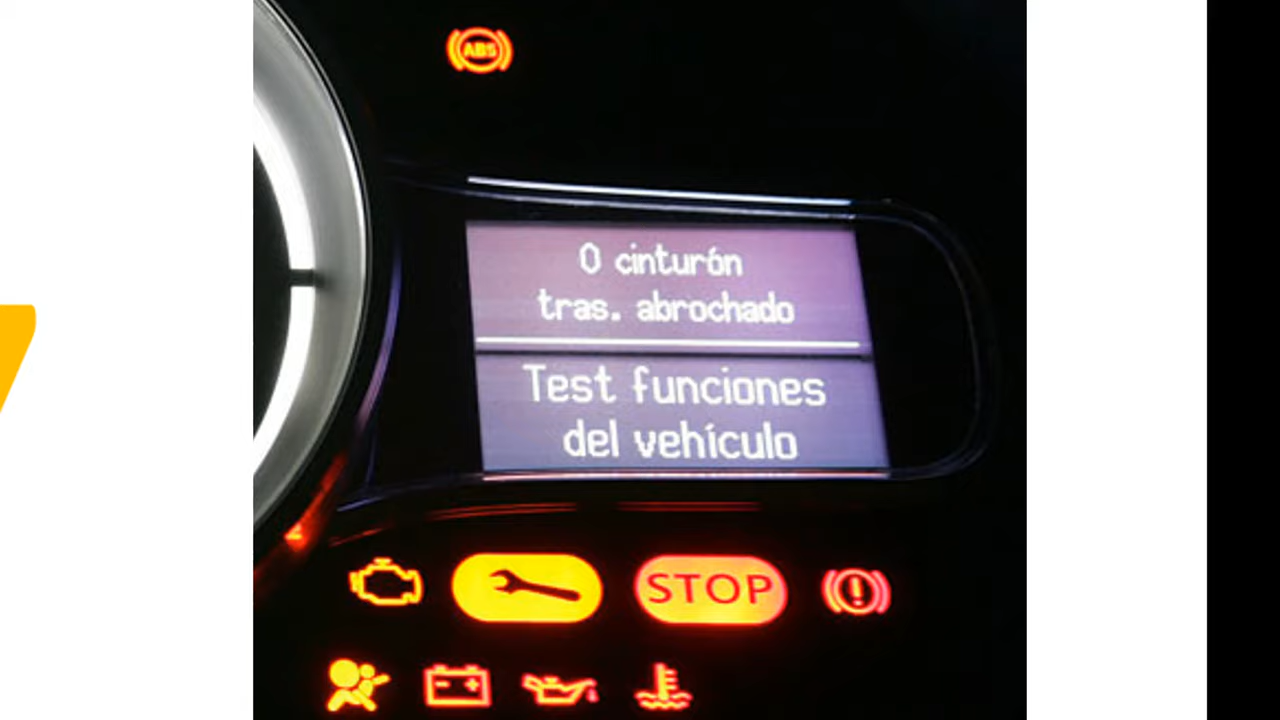 ABS
0 cinturón
tras. abrochado
Test funciones
del vehículo
STOP